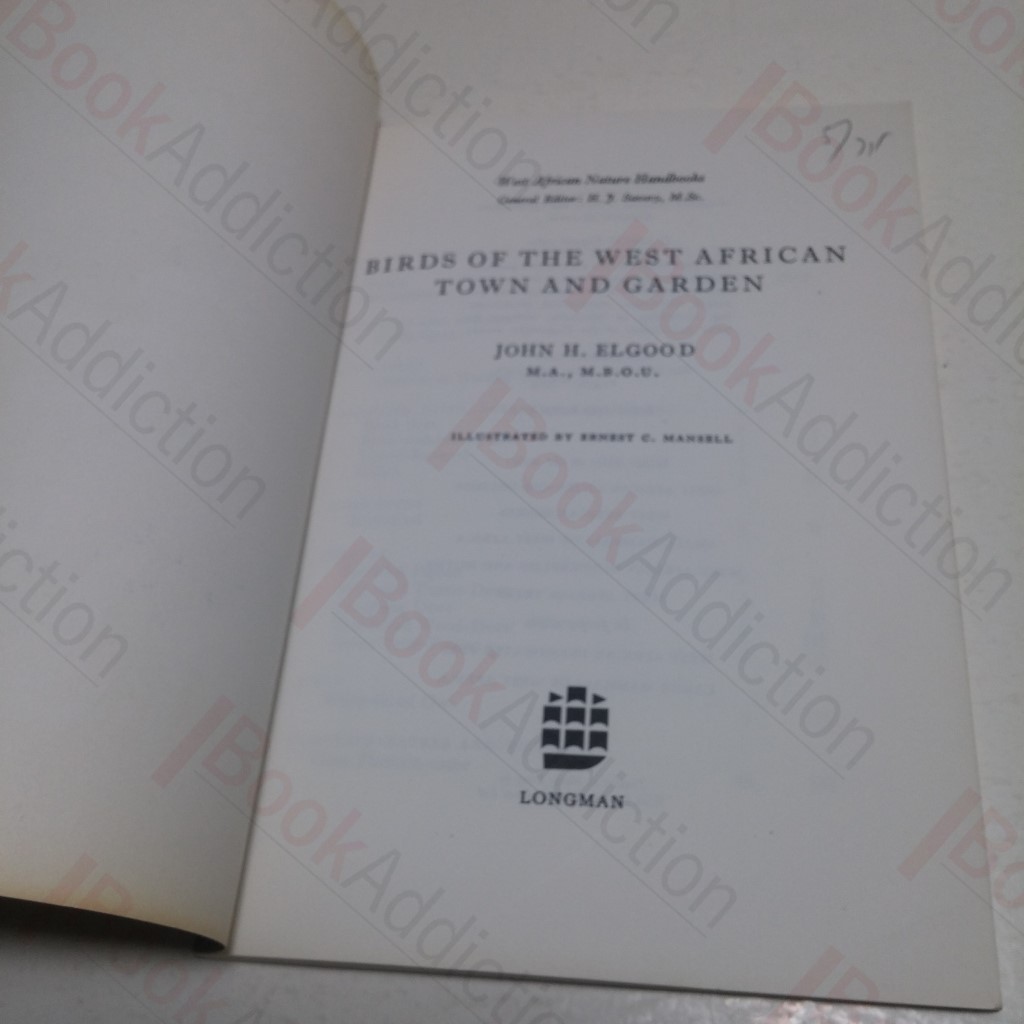 West African Nature Handbooks
General Editor: H. J. Savory, M.Sc.
BIRDS OF THE WEST AFRICAN
TOWN AND GARDEN
JOHN H. ELGOOD
M.A., M.B.O.U.
ILLUSTRATED BY ERNEST C. MANSELL
LONGMAN
BookAddiction